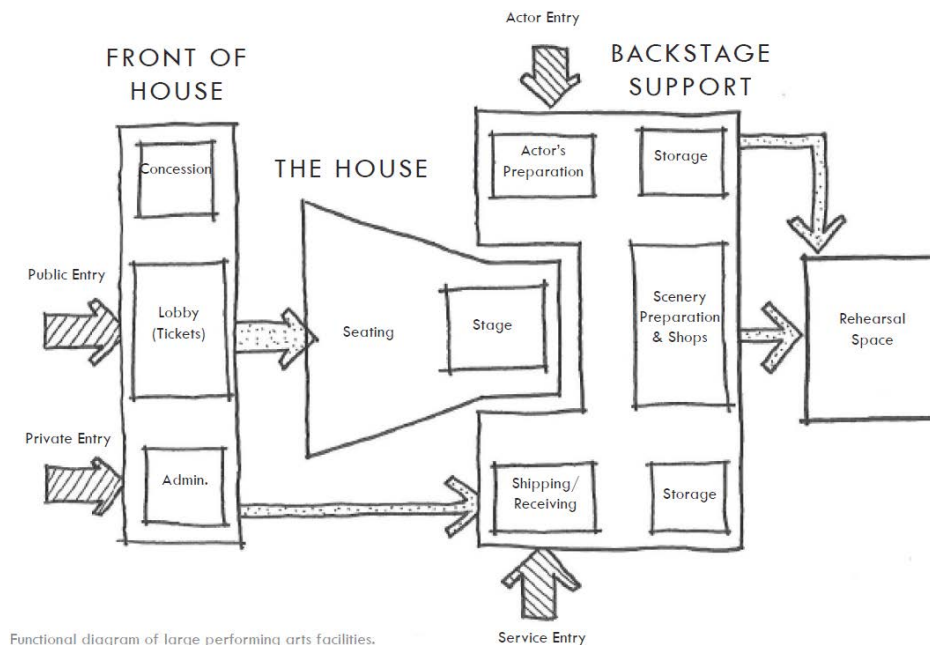 Actor Entry
FRONT OF
HOUSE
BACKSTAGE
SUPPORT
Concession
THE HOUSE
Actor's
Preparation
Storage
Public Entry
Lobby
(Tickets)
Seating
Stage
Scenery
Preparation
& Shops
Rehearsal
Space
Private Entry
Admin.
Shipping/
Receiving
Storage
Service Entry
Functional diagram of large performing arts facilities.